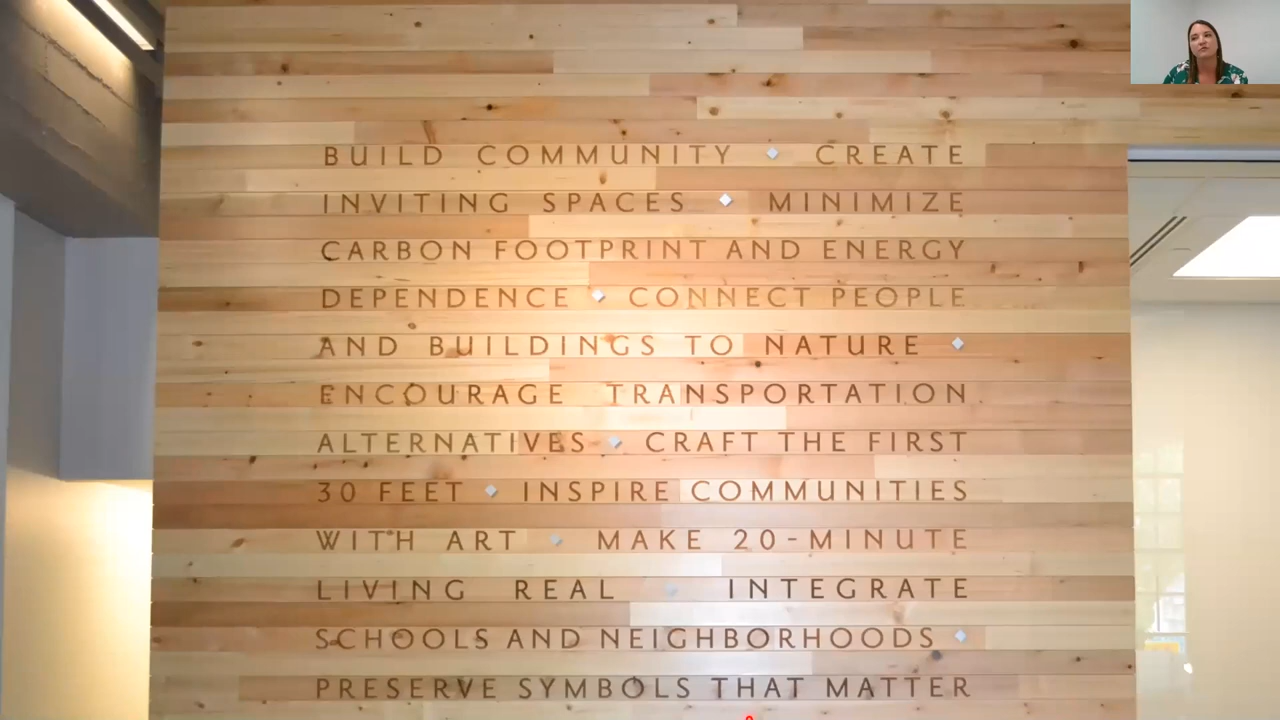 BUILD COMMUNITY ◆ CREATE
INVITING SPACES ◆ MINIMIZE
CARBON FOOTPRINT AND ENERGY
DEPENDENCE ◆ CONNECT PEOPLE
AND BUILDINGS TO NATURE ◆
ENCOURAGE TRANSPORTATION
ALTERNATIVES ◆ CRAFT THE FIRST
30 FEET ◆ INSPIRE COMMUNITIES
WITH ART ◆ MAKE 20-MINUTE
LIVING REAL ◆ INTEGRATE
SCHOOLS AND NEIGHBORHOODS ◆
PRESERVE SYMBOLS THAT MATTER